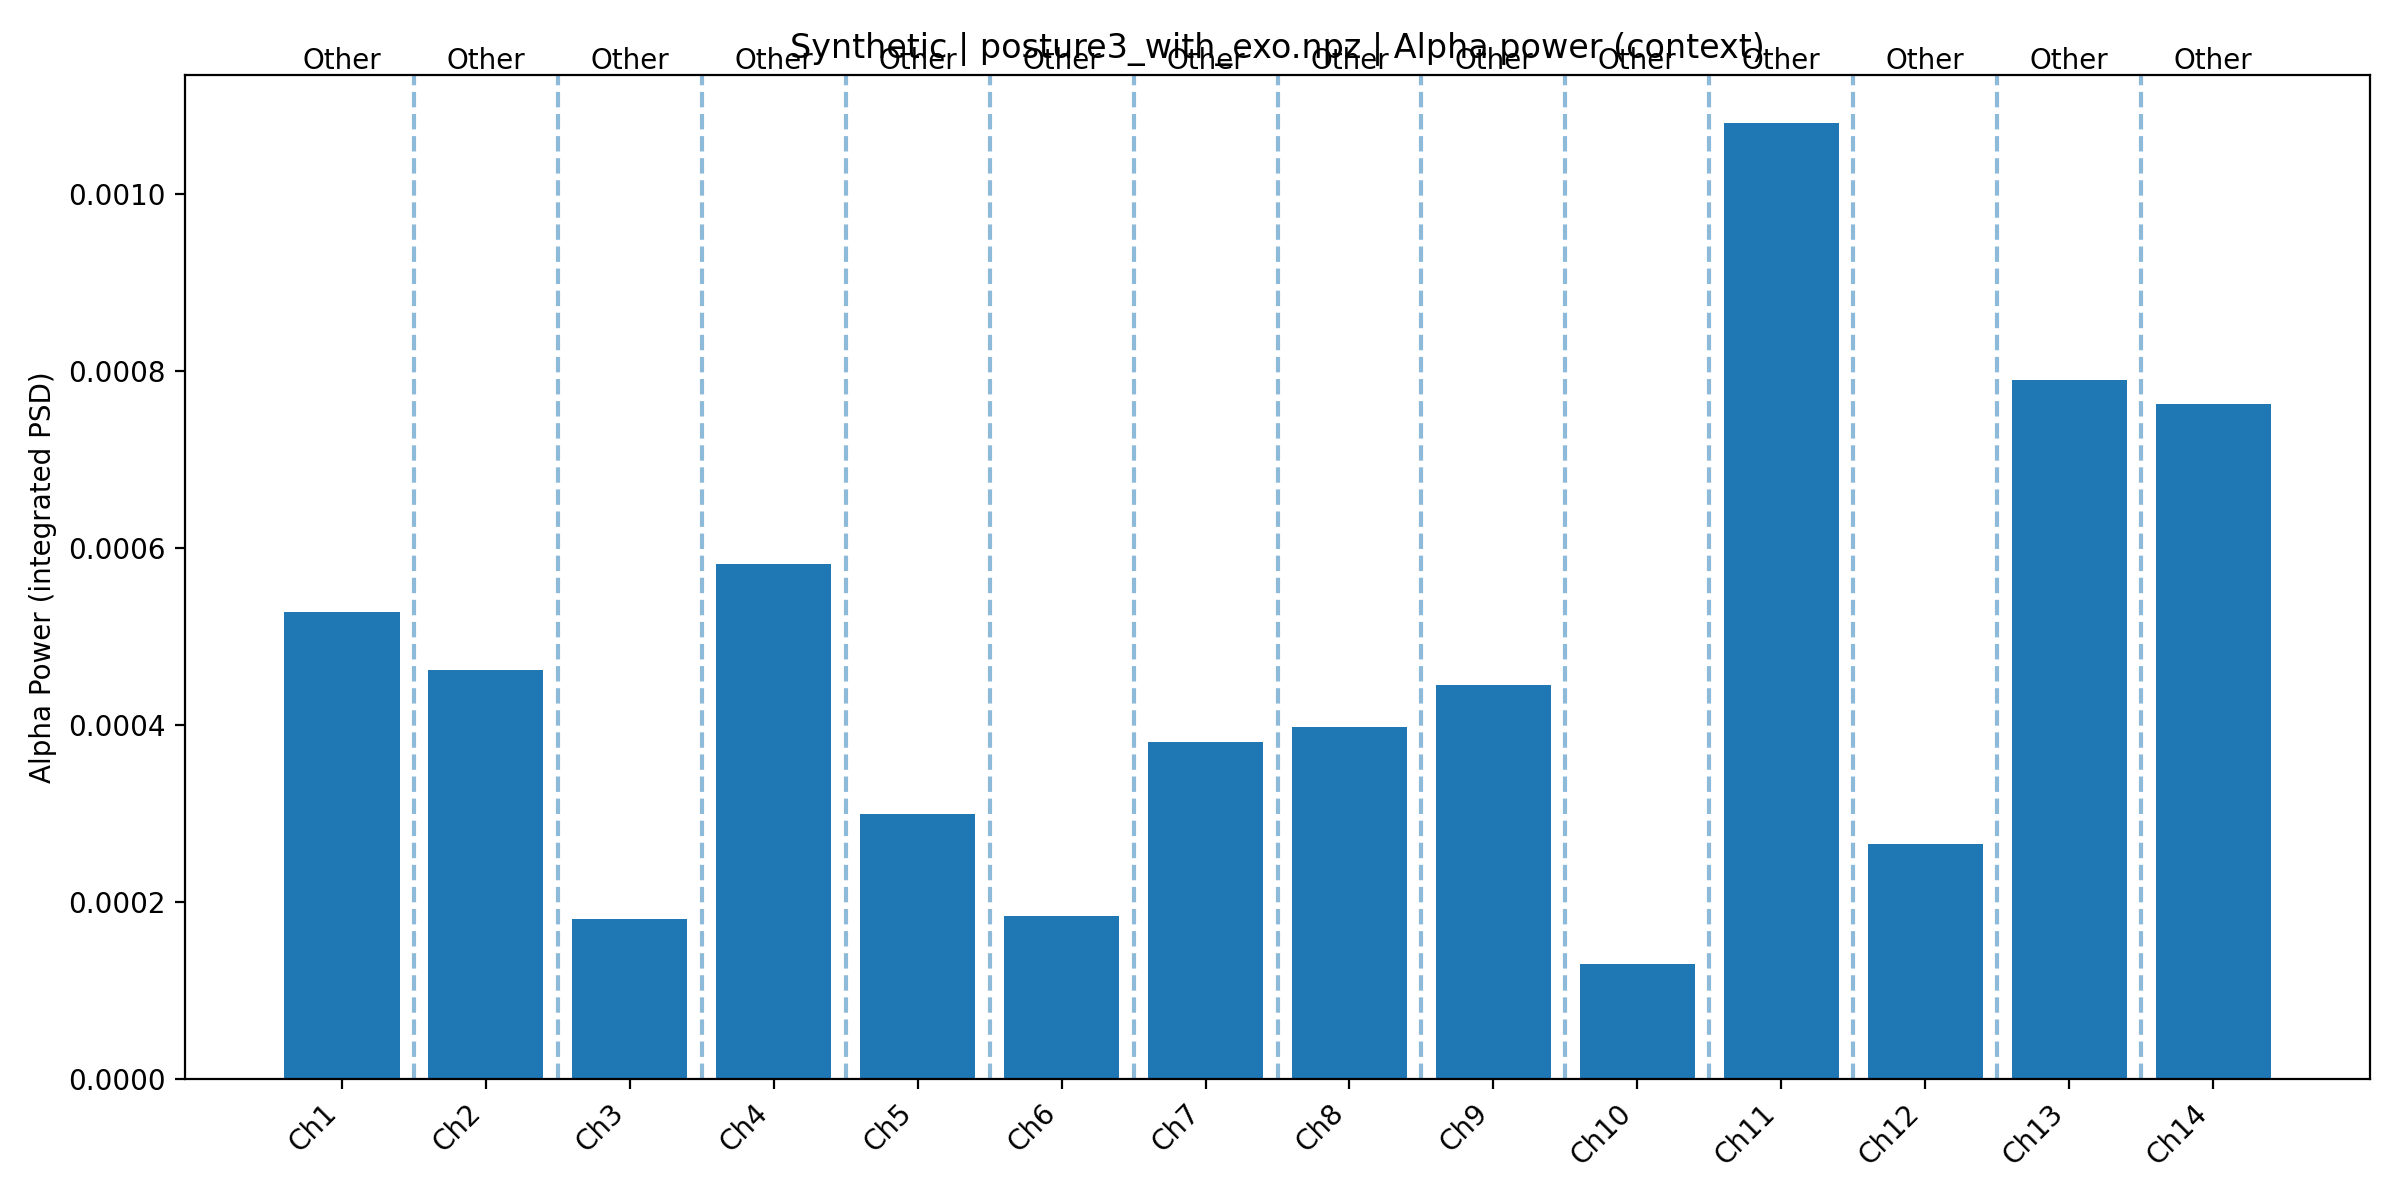 Synthetic | posture3_with_exo.npz | Alpha power (context)
Other Other Other Other Other Other Other Other Other Other Other Other Other Other
Alpha Power (integrated PSD)
0.0010
0.0008
0.0006
0.0004
0.0002
0.0000
Ch1 Ch2 Ch3 Ch4 Ch5 Ch6 Ch7 Ch8 Ch9 Ch10 Ch11 Ch12 Ch13 Ch14